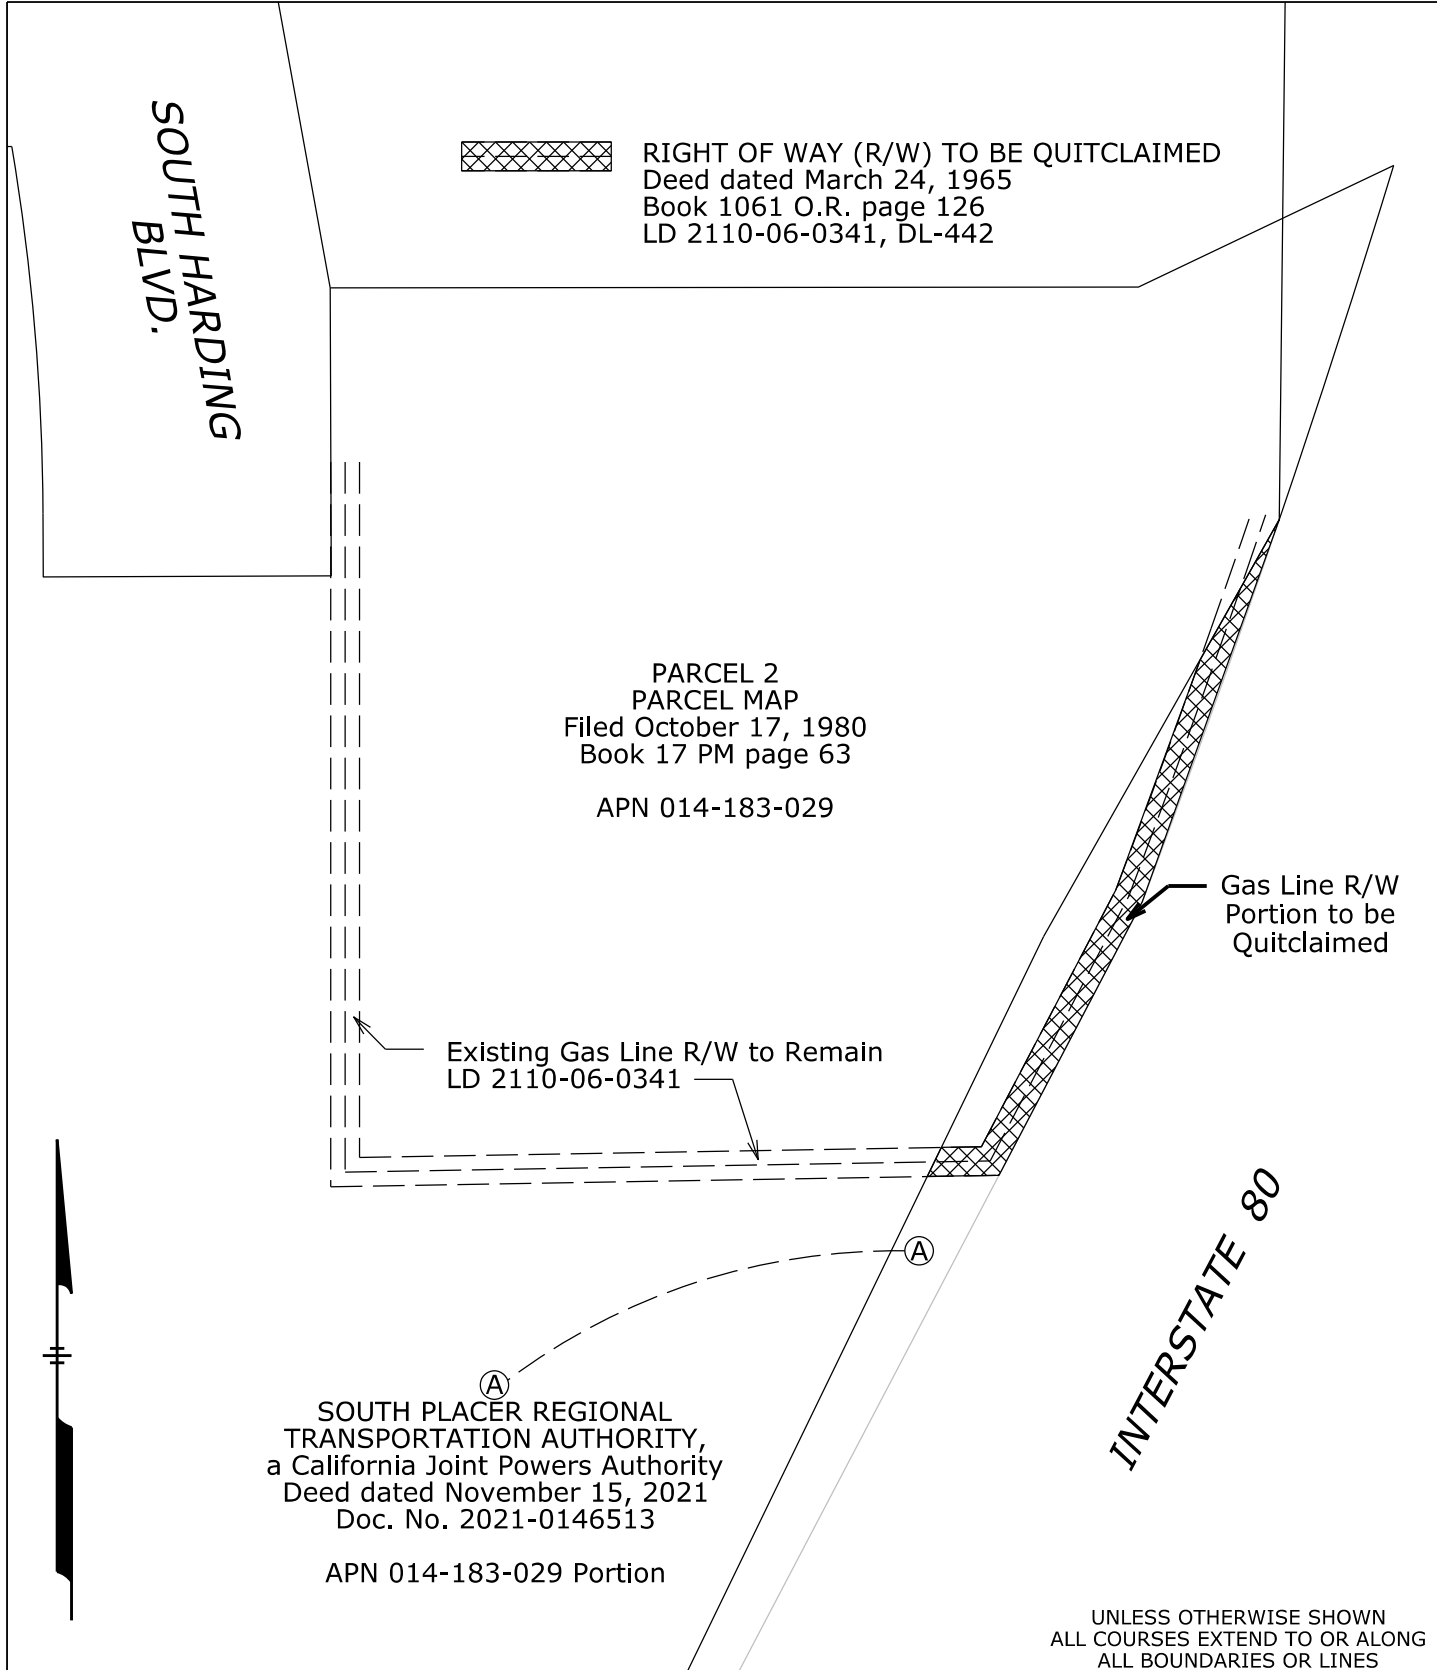 SOUTH HARDING
BLVD.
RIGHT OF WAY (R/W) TO BE QUITCLAIMED
Deed dated March 24, 1965
Book 1061 O.R. page 126
LD 2110-06-0341, DL-442
PARCEL 2
PARCEL MAP
Filed October 17, 1980
Book 17 PM page 63
APN 014-183-029
Gas Line R/W
Portion to be
Quitclaimed
Existing Gas Line R/W to Remain
LD 2110-06-0341
INTERSTATE 80
A
A
SOUTH PLACER REGIONAL
TRANSPORTATION AUTHORITY,
a California Joint Powers Authority
Deed dated November 15, 2021
Doc. No. 2021-0146513
APN 014-183-029 Portion
UNLESS OTHERWISE SHOWN
ALL COURSES EXTEND TO OR ALONG
ALL BOUNDARIES OR LINES